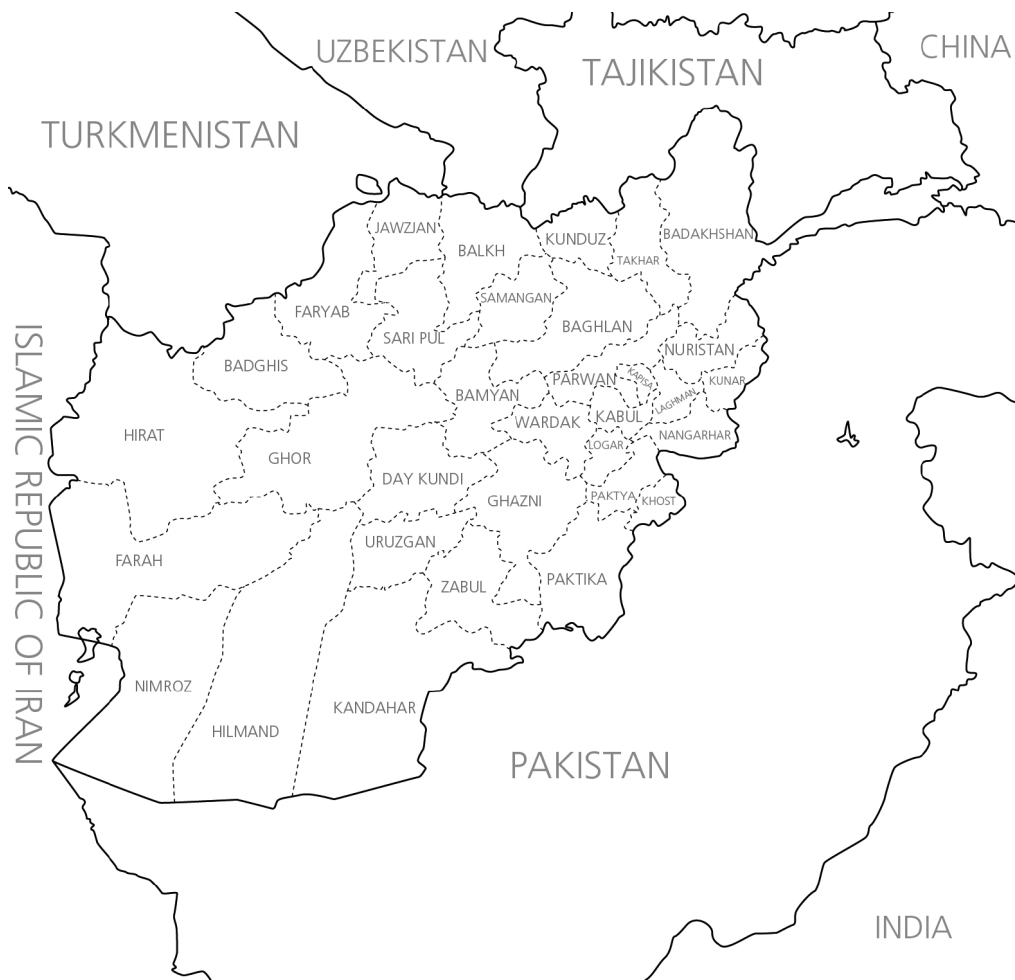 UZBEKISTAN
CHINA
TAJIKISTAN
TURKMENISTAN
JAWZJAN
BALKH
KUNDUZ
BADAKHSHAN
TAKHAR
SAMANGAN
FARYAB
BAGHLAN
SARI PUL
NURISTAN
BADGHIS
PARWAN
KAPISA
KUNAR
BAMYAN
LAGHMAN
KABUL
WARDAK
HIRAT
NANGARHAR
LOGAR
GHOR
DAY KUNDI
GHAZNI
PAKTYA
KHOST
ISLAMIC REPUBLIC OF IRAN
URUZGAN
FARAH
PAKTIKA
ZABUL
NIMROZ
KANDAHAR
HILMAND
PAKISTAN
INDIA